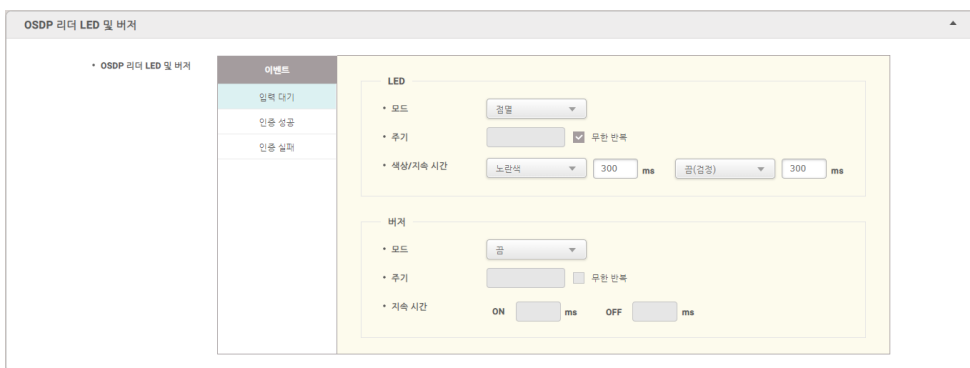 OSDP 리더 LED 및 버저
• OSDP 리더 LED 및 버저
이벤트
입력 대기
인증 성공
인증 실패
LED
• 모드 점멸
• 주기 무한 반복
• 색상/지속 시간 노란색 300 ms 끔(검정) 300 ms
버저
• 모드 끔
• 주기 무한 반복
• 지속 시간 ON ms OFF ms